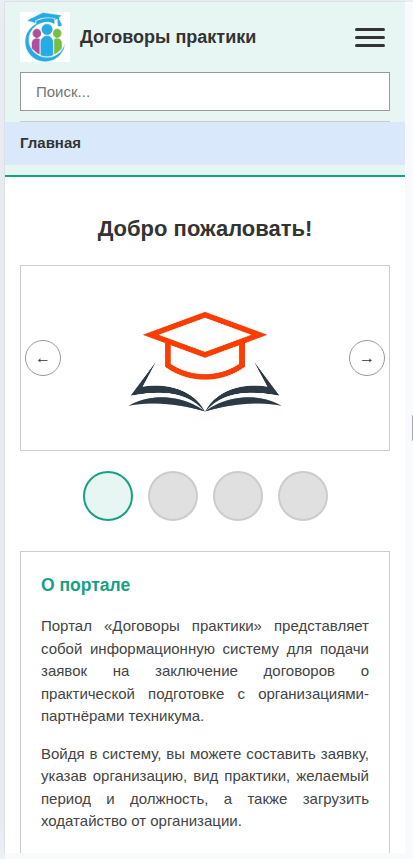 Договоры практики
Поиск...
Главная
Добро пожаловать!
← →
О портале
Портал «Договоры практики» представляет
собой информационную систему для подачи
заявок на заключение договоров о
практической подготовке с организациями-
партнёрами техникума.
Войдя в систему, вы можете составить заявку,
указав организацию, вид практики, желаемый
период и должность, а также загрузить
ходатайство от организации.